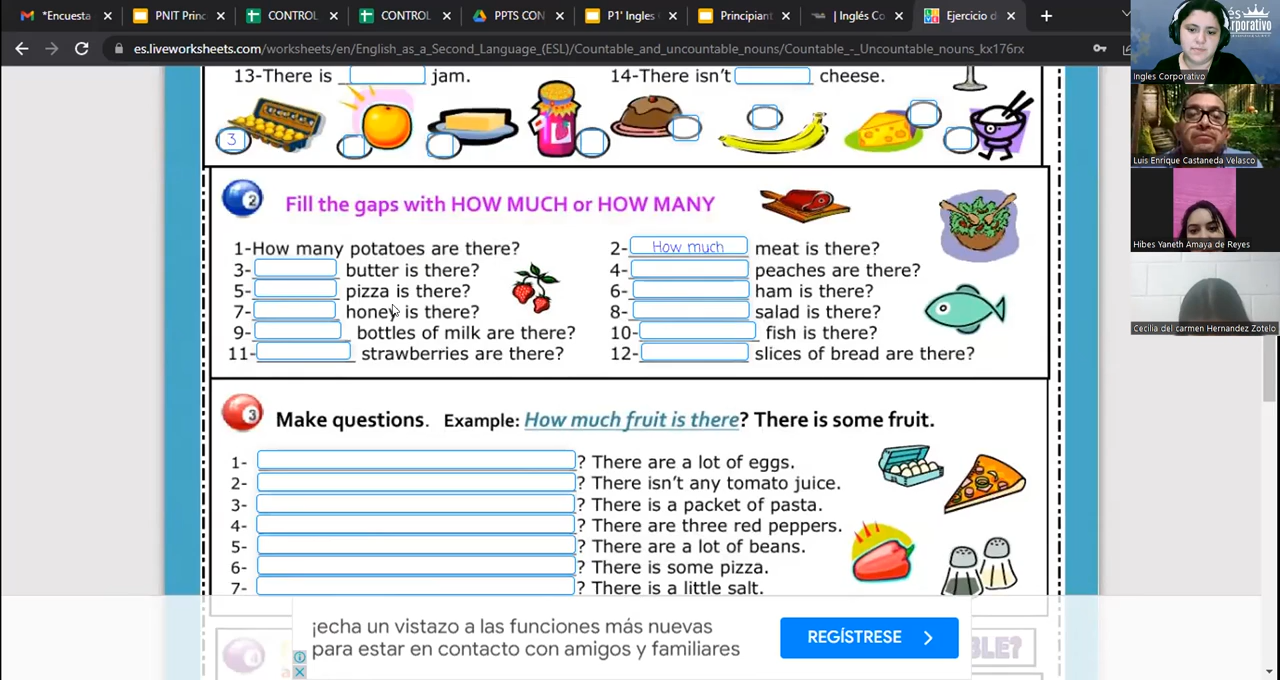 *Encuesta
PNIT Princ
CONTROL
CONTROL
PPTS CON
P1' Ingles
Principiant
| Inglés Co
Ejercicio d
es.liveworksheets.com/worksheets/en/English_as_a_Second_Language_(ESL)/Countable_and_uncountable_nouns/Countable_-_Uncountable_nouns_kx176rx
Ingles Corporativo
Luis Enrique Castaneda Velasco
Hibes Yaneth Amaya de Reyes
Cecilia del carmen Hernandez Zotelo
13-There is jam.
14-There isn't cheese.
3
2
Fill the gaps with HOW MUCH or HOW MANY
1-How many potatoes are there?
2- How much meat is there?
3- butter is there?
4- peaches are there?
5- pizza is there?
6- ham is there?
7- honey is there?
8- salad is there?
9- bottles of milk are there?
10- fish is there?
11- strawberries are there?
12- slices of bread are there?
3
Make questions. Example: How much fruit is there? There is some fruit.
1- ? There are a lot of eggs.
2- ? There isn't any tomato juice.
3- ? There is a packet of pasta.
4- ? There are three red peppers.
5- ? There are a lot of beans.
6- ? There is some pizza.
7- ? There is a little salt.
¡echa un vistazo a las funciones más nuevas
para estar en contacto con amigos y familiares
REGÍSTRESE